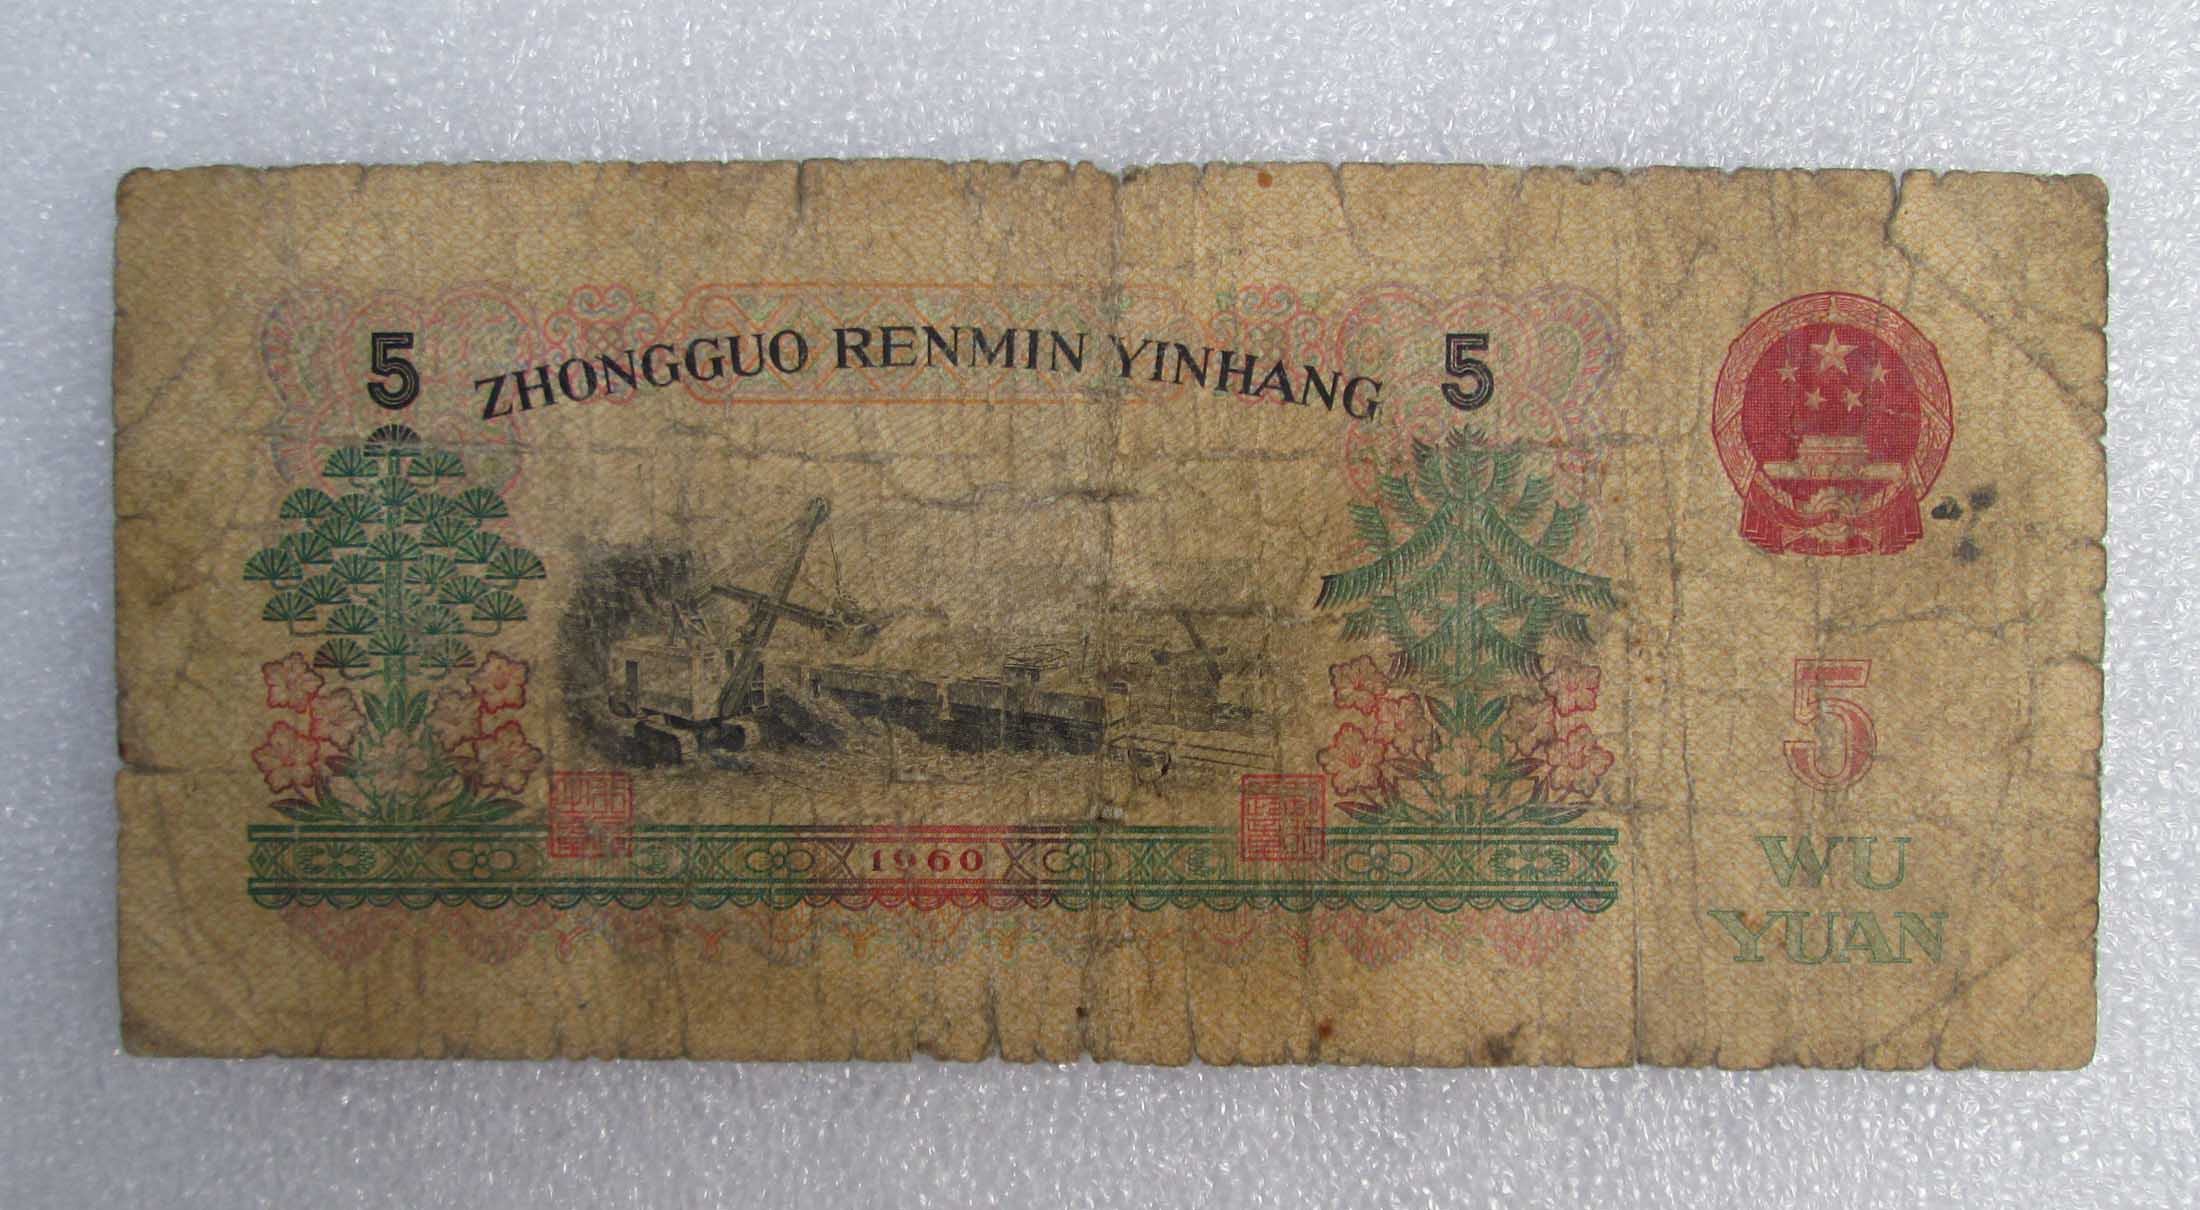 5 ZHONGGUO RENMIN YINHANG 5
5
1960
WU
YUAN